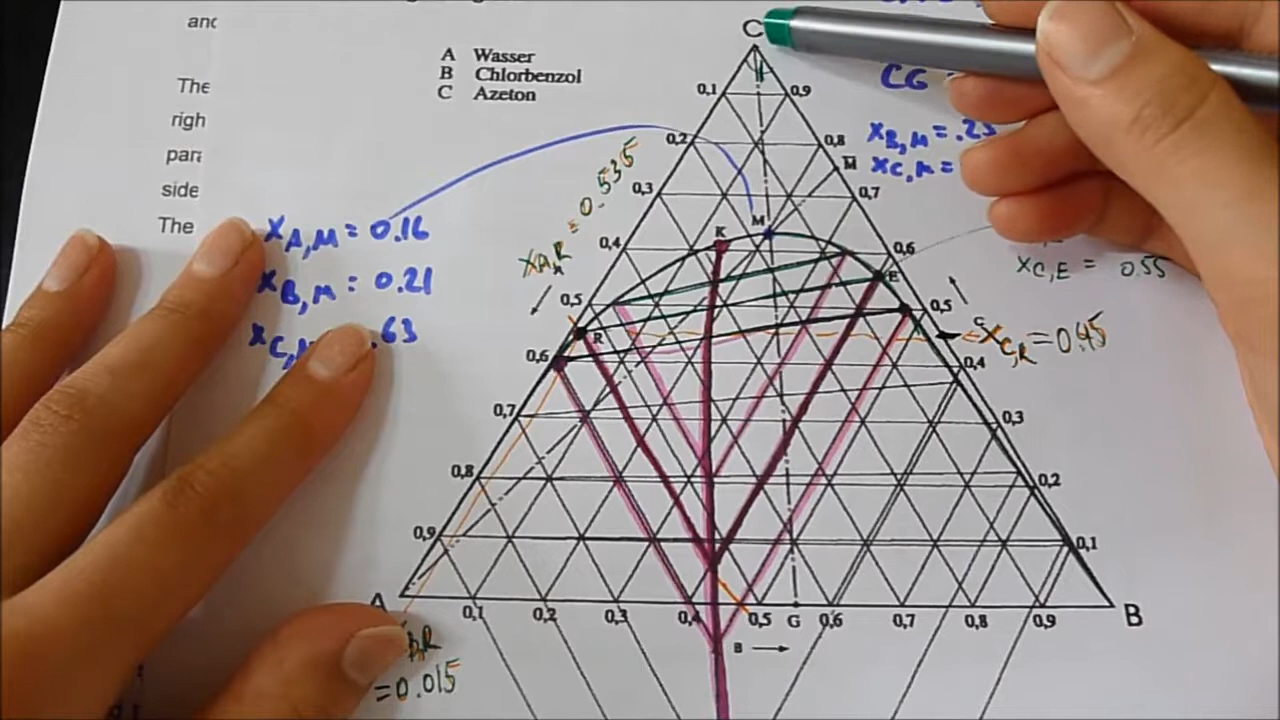 and
The
righ
para
side
The
A Wasser
B Chlorbenzol
C Azeton
x_A,M = 0.16
x_B,M : 0.21
.63
x_A,R = 0.535
C
0,1
0,9
0,2
0,8
M
0,3
0,7
M
K
0,4
0,6
E
0,5
0,5
R
c
0,6
0,4
0,7
0,3
0,8
0,2
0,9
0,1
A
B
0,1 0,2 0,3 0,4 0,5 G 0,6 0,7 0,8 0,9
B
CG
x_B,M = .23
x_C,M =
x_C,E = 0.55
x_C,R = 0.45
B,R
= 0.015